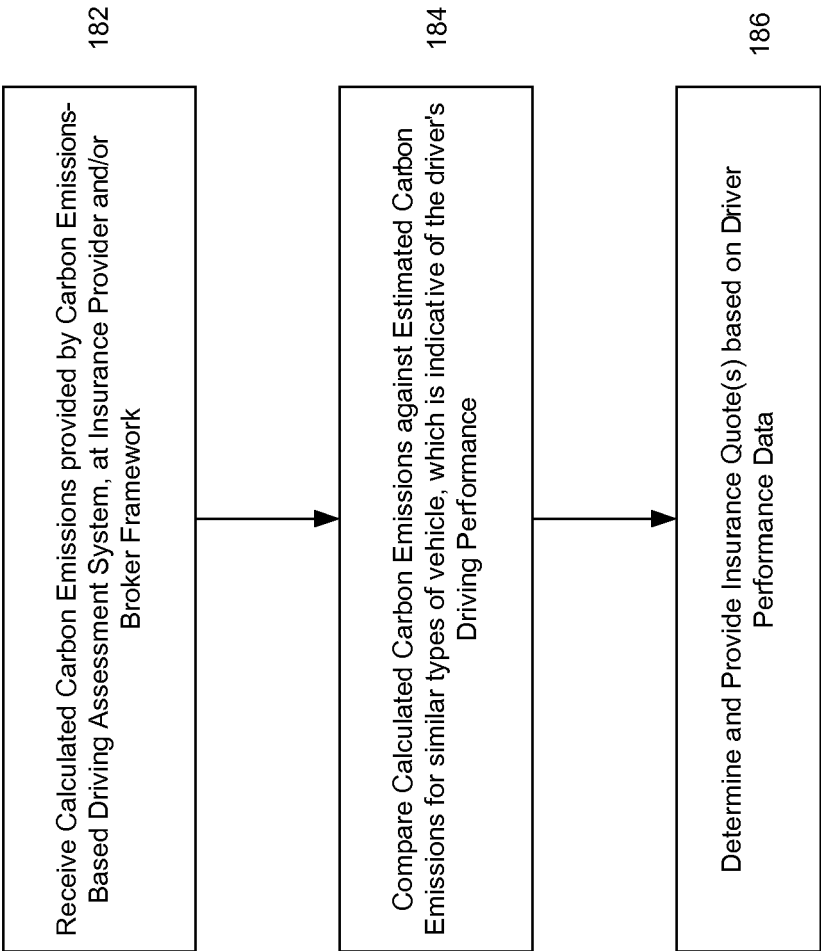 Receive Calculated Carbon Emissions provided by Carbon Emissions-
Based Driving Assessment System, at Insurance Provider and/or
Broker Framework
182
Compare Calculated Carbon Emissions against Estimated Carbon
Emissions for similar types of vehicle, which is indicative of the driver's
Driving Performance
184
Determine and Provide Insurance Quote(s) based on Driver
Performance Data
186